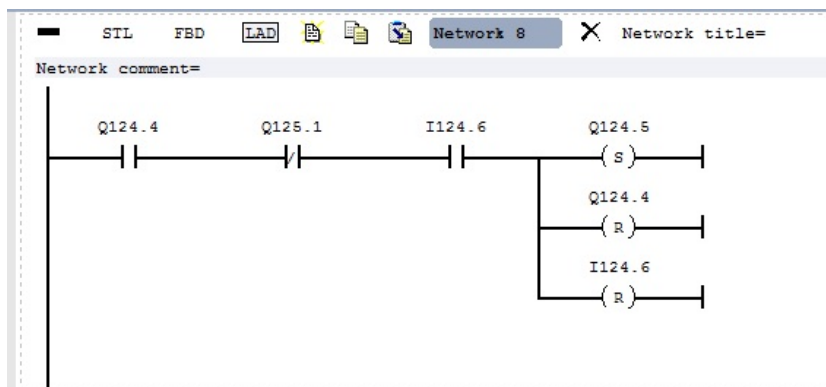 STL FBD LAD Network 8 Network title=
Network comment=
Q124.4 Q125.1 I124.6 Q124.5
S
Q124.4
R
I124.6
R